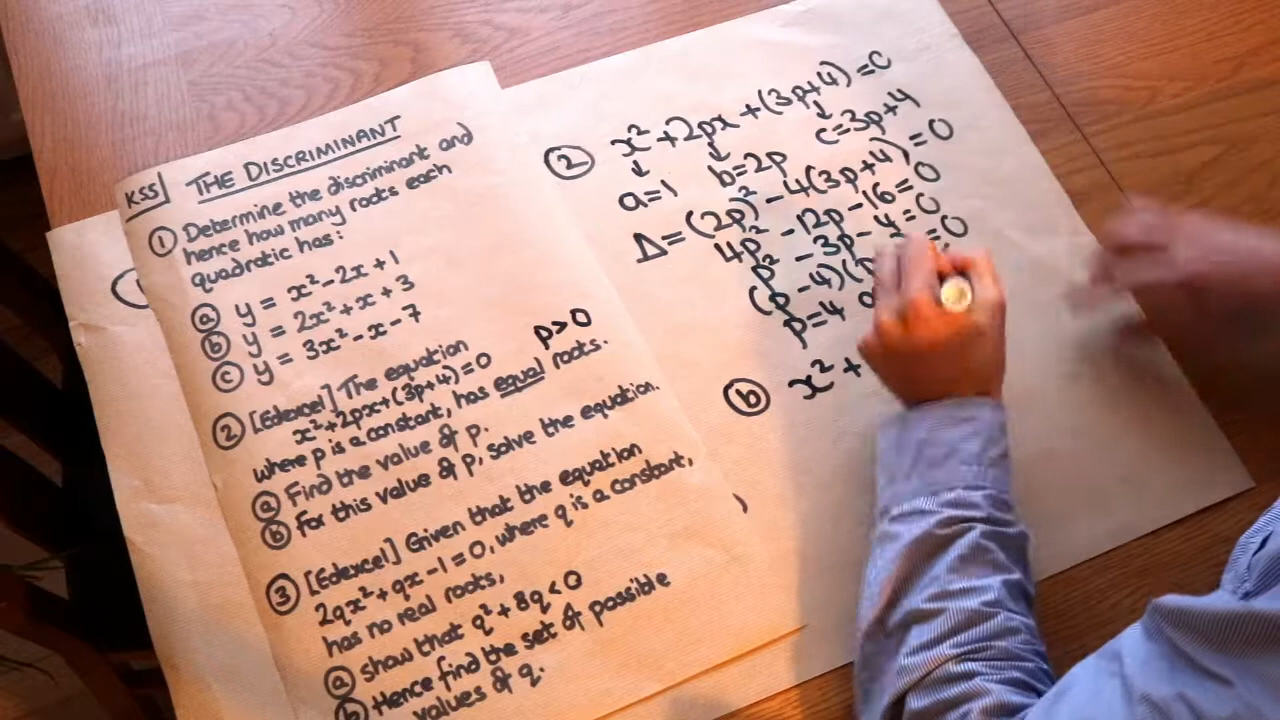 KSS THE DISCRIMINANT
① Determine the discriminant and
hence how many roots each
quadratic has:
ⓐ y = x² - 2x + 1
ⓑ y = 2x² + x + 3
ⓒ y = 3x² - x - 7
② [Edexcel] The equation
x² + 2px + (3p+4) = 0 p > 0
where p is a constant, has equal roots.
ⓐ Find the value of p.
ⓑ For this value of p, solve the equation.
③ [Edexcel] Given that the equation
2qx² + qx - 1 = 0, where q is a constant,
has no real roots,
ⓐ show that q² + 8q < 0
ⓑ Hence find the set of possible
values of q.
② x² + 2px + (3p+4) = 0
a = 1 b = 2p c = 3p+4
Δ = (2p)² - 4(3p+4) = 0
4p² - 12p - 16 = 0
p² - 3p - 4 = 0
(p - 4)( = 0
p = 4
ⓑ x² +